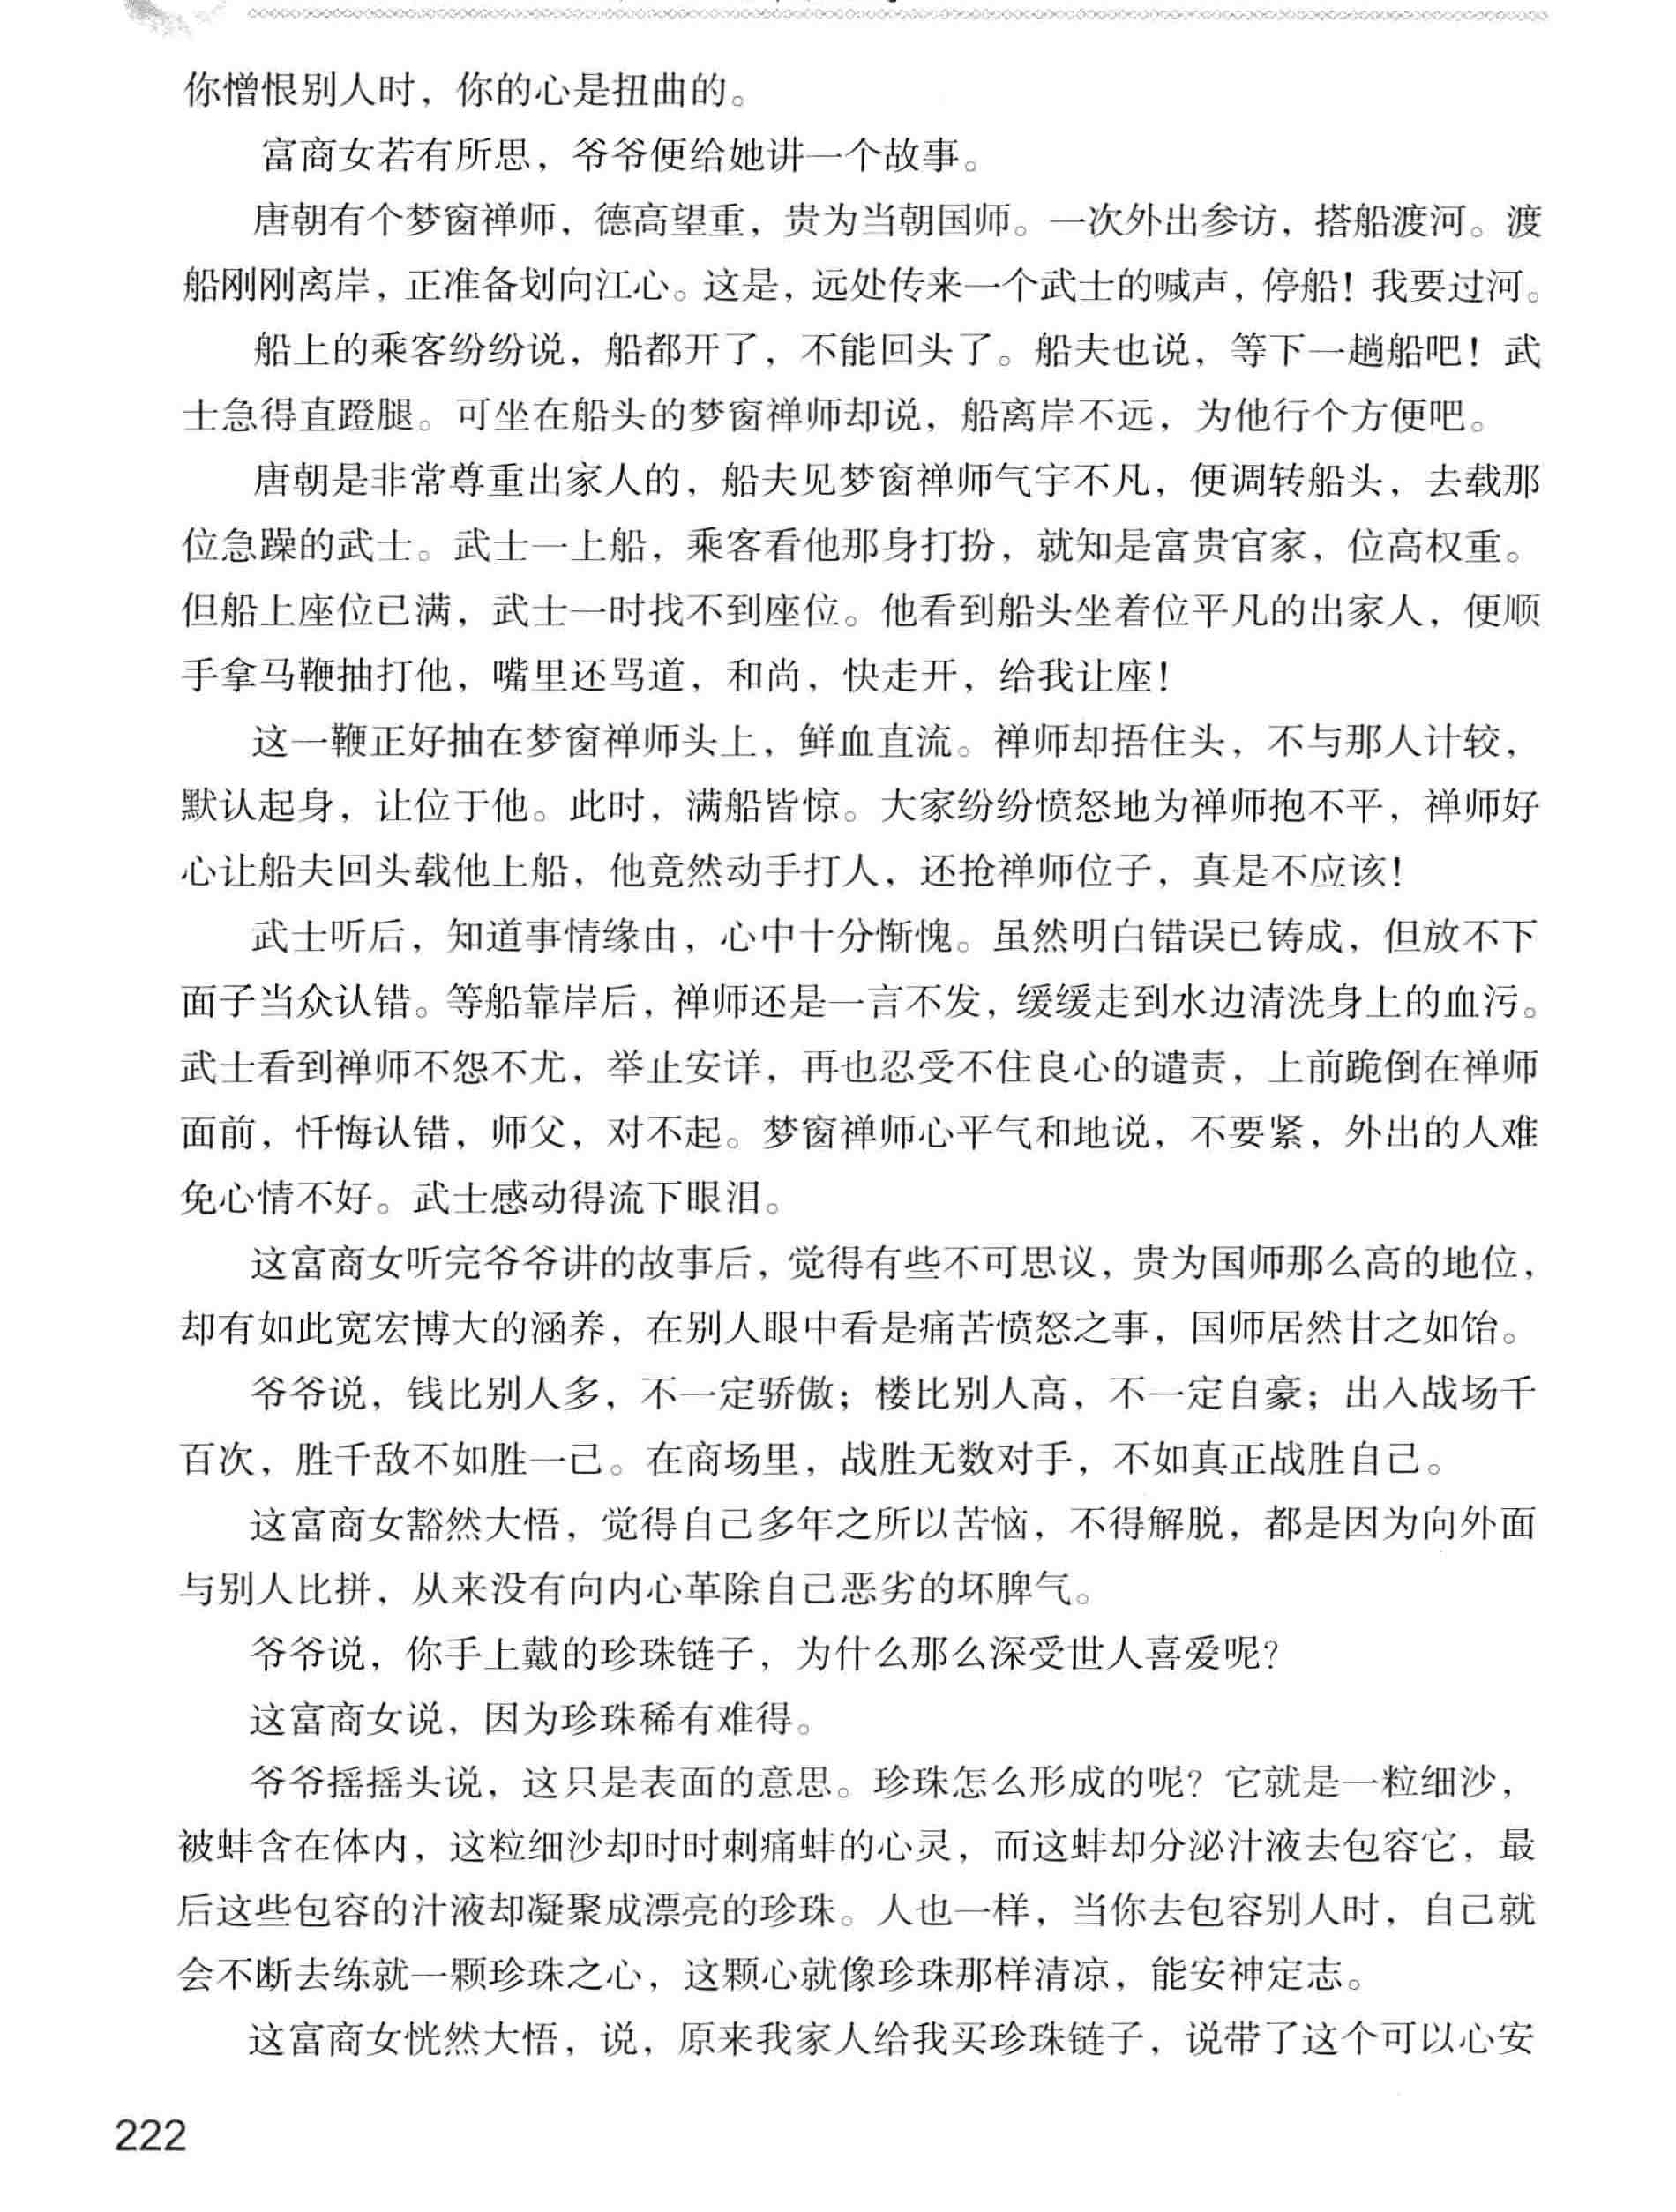 你憎恨别人时，你的心是扭曲的。
富商女若有所思，爷爷便给她讲一个故事。
唐朝有个梦窗禅师，德高望重，贵为当朝国师。一次外出参访，搭船渡河。渡
船刚刚离岸，正准备划向江心。这是，远处传来一个武士的喊声，停船！我要过河。
船上的乘客纷纷说，船都开了，不能回头了。船夫也说，等下一趟船吧！武
士急得直蹬腿。可坐在船头的梦窗禅师却说，船离岸不远，为他行个方便吧。
唐朝是非常尊重出家人的，船夫见梦窗禅师气宇不凡，便调转船头，去载那
位急躁的武士。武士一上船，乘客看他那身打扮，就知是富贵官家，位高权重。
但船上座位已满，武士一时找不到座位。他看到船头坐着位平凡的出家人，便顺
手拿马鞭抽打他，嘴里还骂道，和尚，快走开，给我让座！
这一鞭正好抽在梦窗禅师头上，鲜血直流。禅师却捂住头，不与那人计较，
默认起身，让位于他。此时，满船皆惊。大家纷纷愤怒地为禅师抱不平，禅师好
心让船夫回头载他上船，他竟然动手打人，还抢禅师位子，真是不应该！
武士听后，知道事情缘由，心中十分惭愧。虽然明白错误已铸成，但放不下
面子当众认错。等船靠岸后，禅师还是一言不发，缓缓走到水边清洗身上的血污。
武士看到禅师不怨不尤，举止安详，再也忍受不住良心的谴责，上前跪倒在禅师
面前，忏悔认错，师父，对不起。梦窗禅师心平气和地说，不要紧，外出的人难
免心情不好。武士感动得流下眼泪。
这富商女听完爷爷讲的故事后，觉得有些不可思议，贵为国师那么高的地位，
却有如此宽宏博大的涵养，在别人眼中看是痛苦愤怒之事，国师居然甘之如饴。
爷爷说，钱比别人多，不一定骄傲；楼比别人高，不一定自豪；出入战场千
百次，胜千敌不如胜一己。在商场里，战胜无数对手，不如真正战胜自己。
这富商女豁然大悟，觉得自己多年之所以苦恼，不得解脱，都是因为向外面
与别人比拼，从来没有向内心革除自己恶劣的坏脾气。
爷爷说，你手上戴的珍珠链子，为什么那么深受世人喜爱呢？
这富商女说，因为珍珠稀有难得。
爷爷摇摇头说，这只是表面的意思。珍珠怎么形成的呢？它就是一粒细沙，
被蚌含在体内，这粒细沙却时时刺痛蚌的心灵，而这蚌却分泌汁液去包容它，最
后这些包容的汁液却凝聚成漂亮的珍珠。人也一样，当你去包容别人时，自己就
会不断去练就一颗珍珠之心，这颗心就像珍珠那样清凉，能安神定志。
这富商女恍然大悟，说，原来我家人给我买珍珠链子，说带了这个可以心安
222